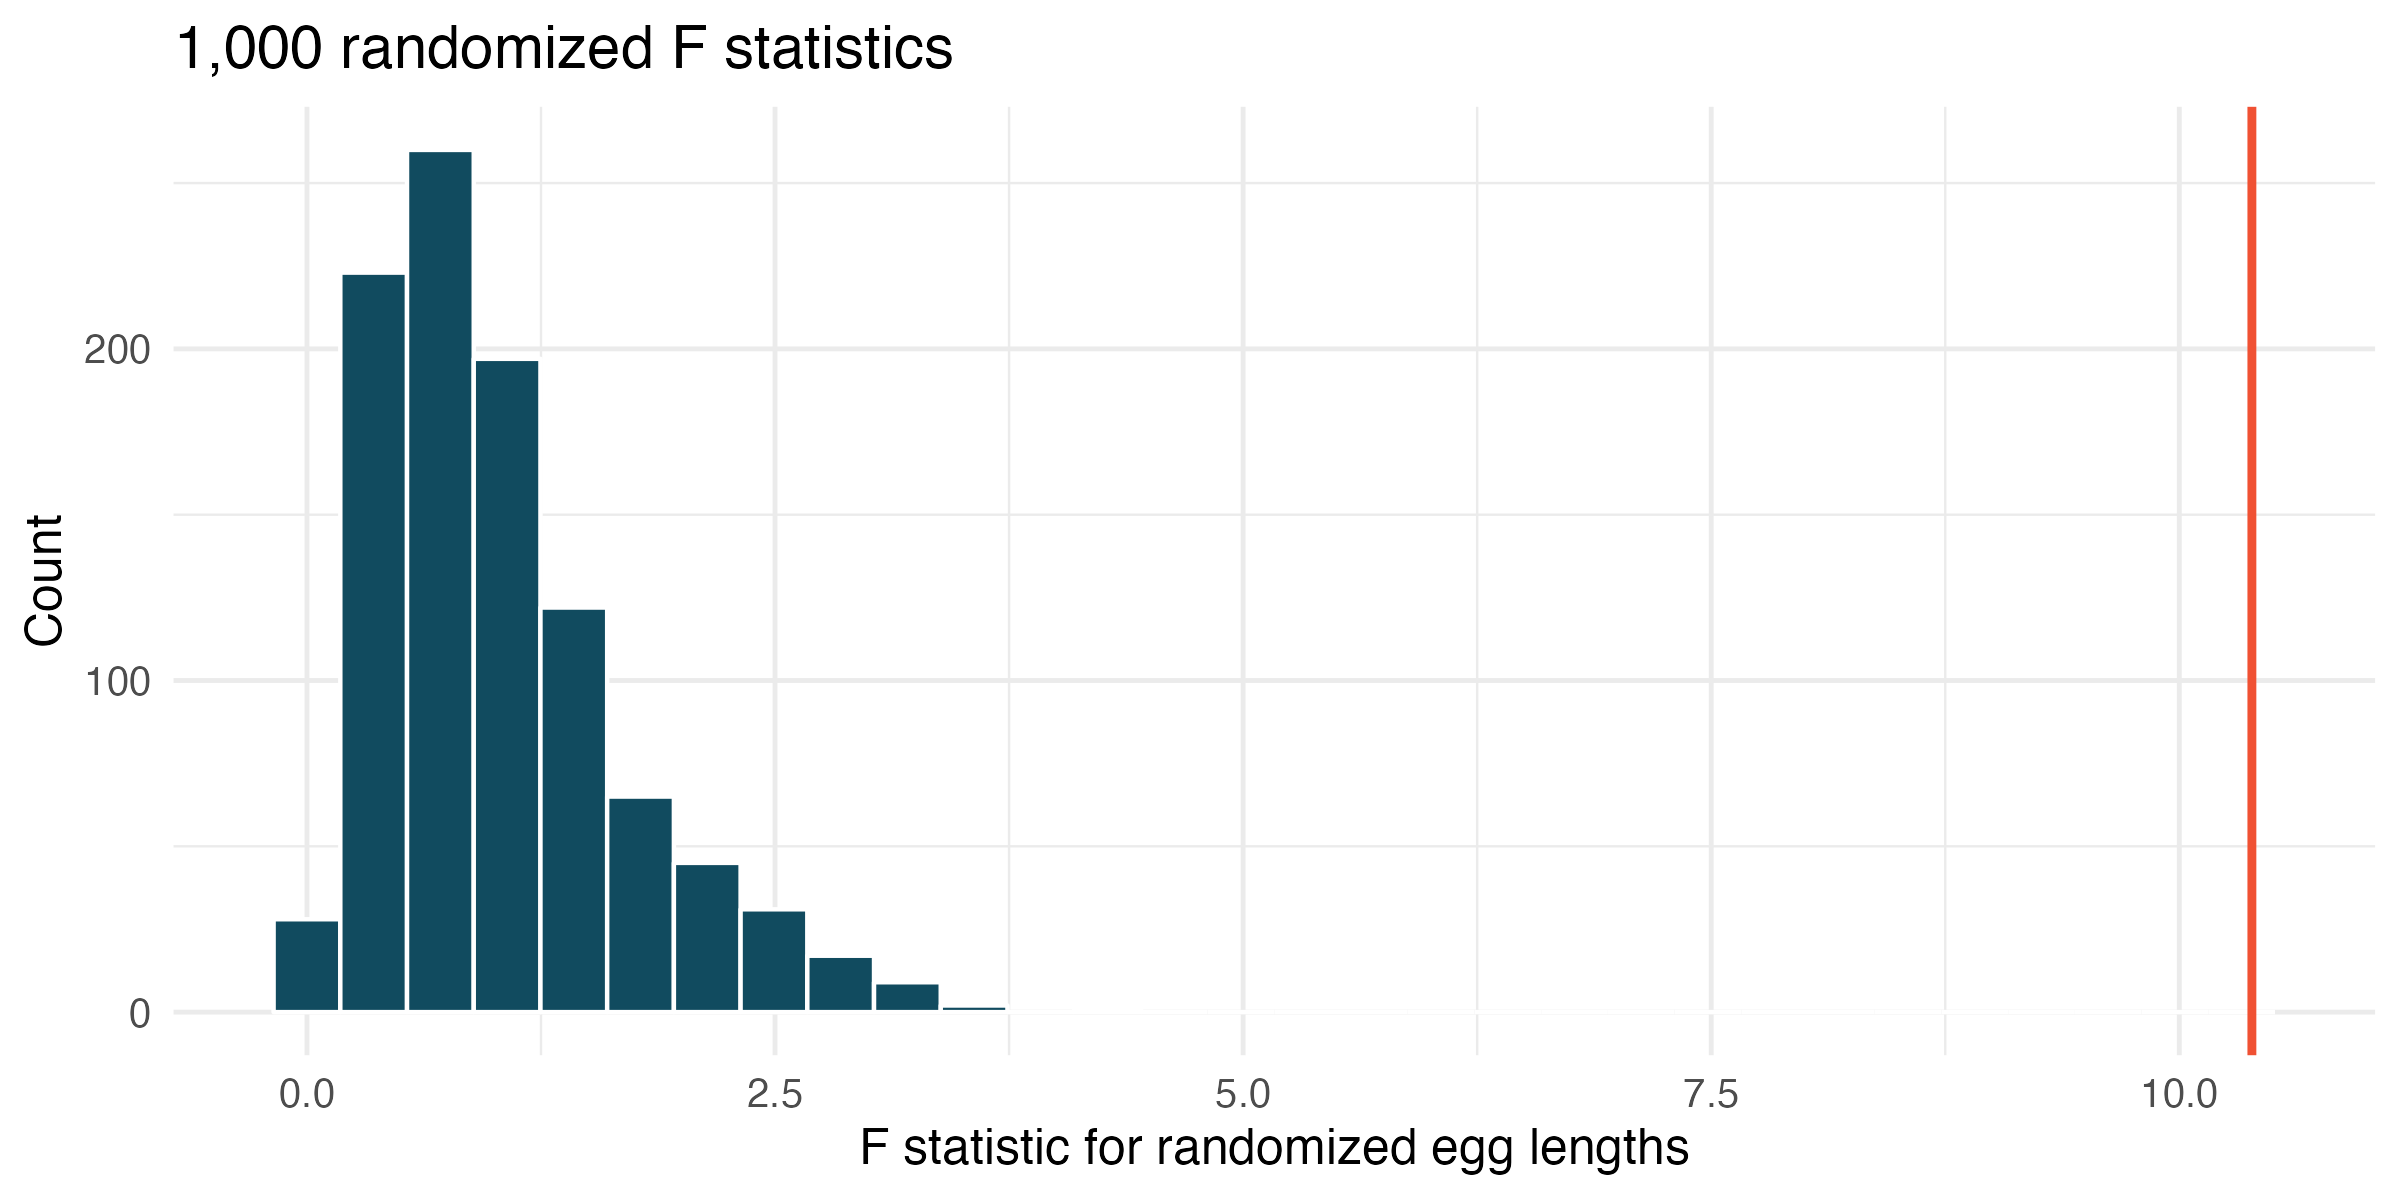 1,000 randomized F statistics
Count
200
100
0
0.0 2.5 5.0 7.5 10.0
F statistic for randomized egg lengths